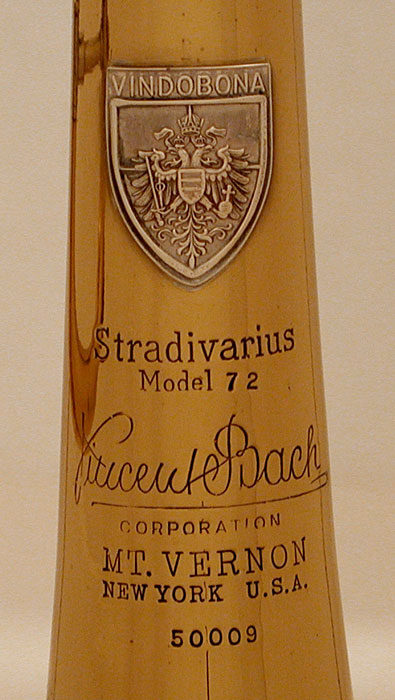 VINDOBONA
Stradivarius
Model 72
Vincent Bach
CORPORATION
MT. VERNON
NEW YORK U.S.A.
50009